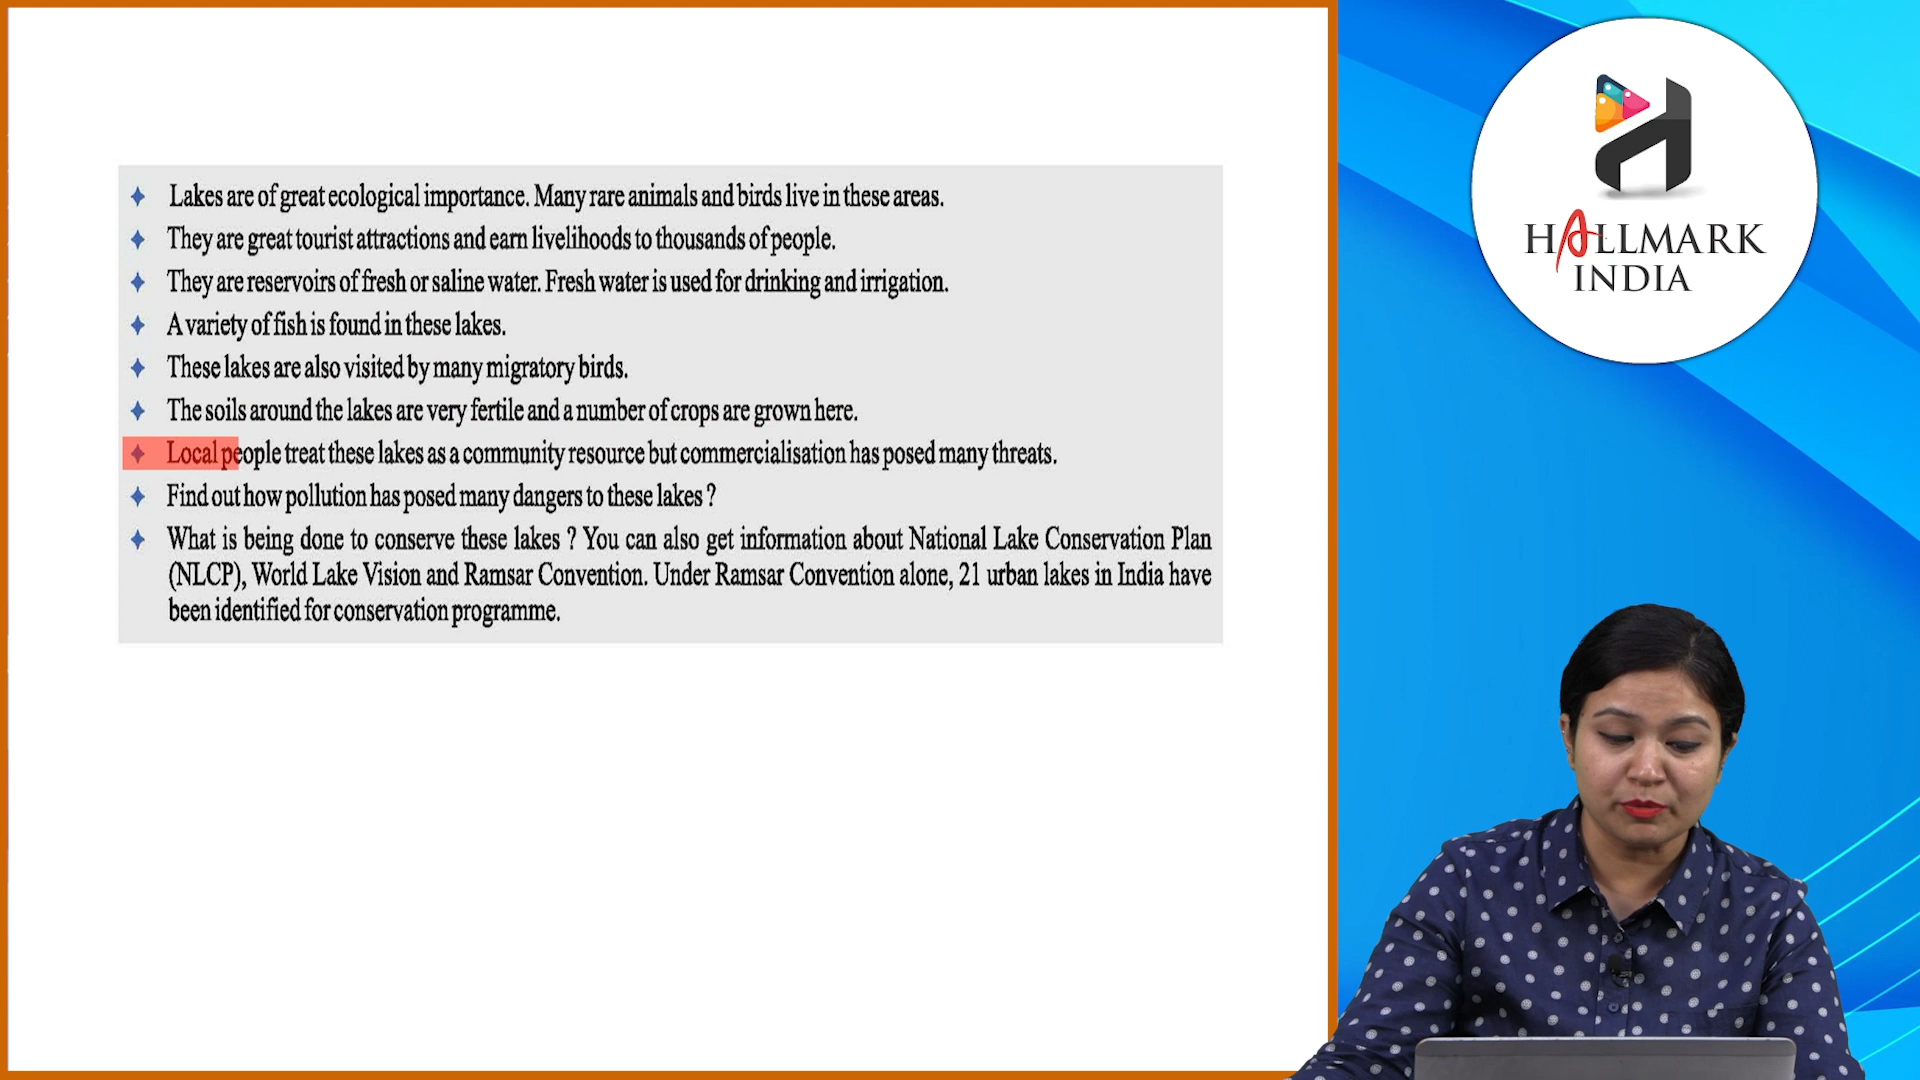 Lakes are of great ecological importance. Many rare animals and birds live in these areas.
They are great tourist attractions and earn livelihoods to thousands of people.
They are reservoirs of fresh or saline water. Fresh water is used for drinking and irrigation.
A variety of fish is found in these lakes.
These lakes are also visited by many migratory birds.
The soils around the lakes are very fertile and a number of crops are grown here.
Local people treat these lakes as a community resource but commercialisation has posed many threats.
Find out how pollution has posed many dangers to these lakes ?
What is being done to conserve these lakes ? You can also get information about National Lake Conservation Plan
(NLCP), World Lake Vision and Ramsar Convention. Under Ramsar Convention alone, 21 urban lakes in India have
been identified for conservation programme.
HALLMARK
INDIA